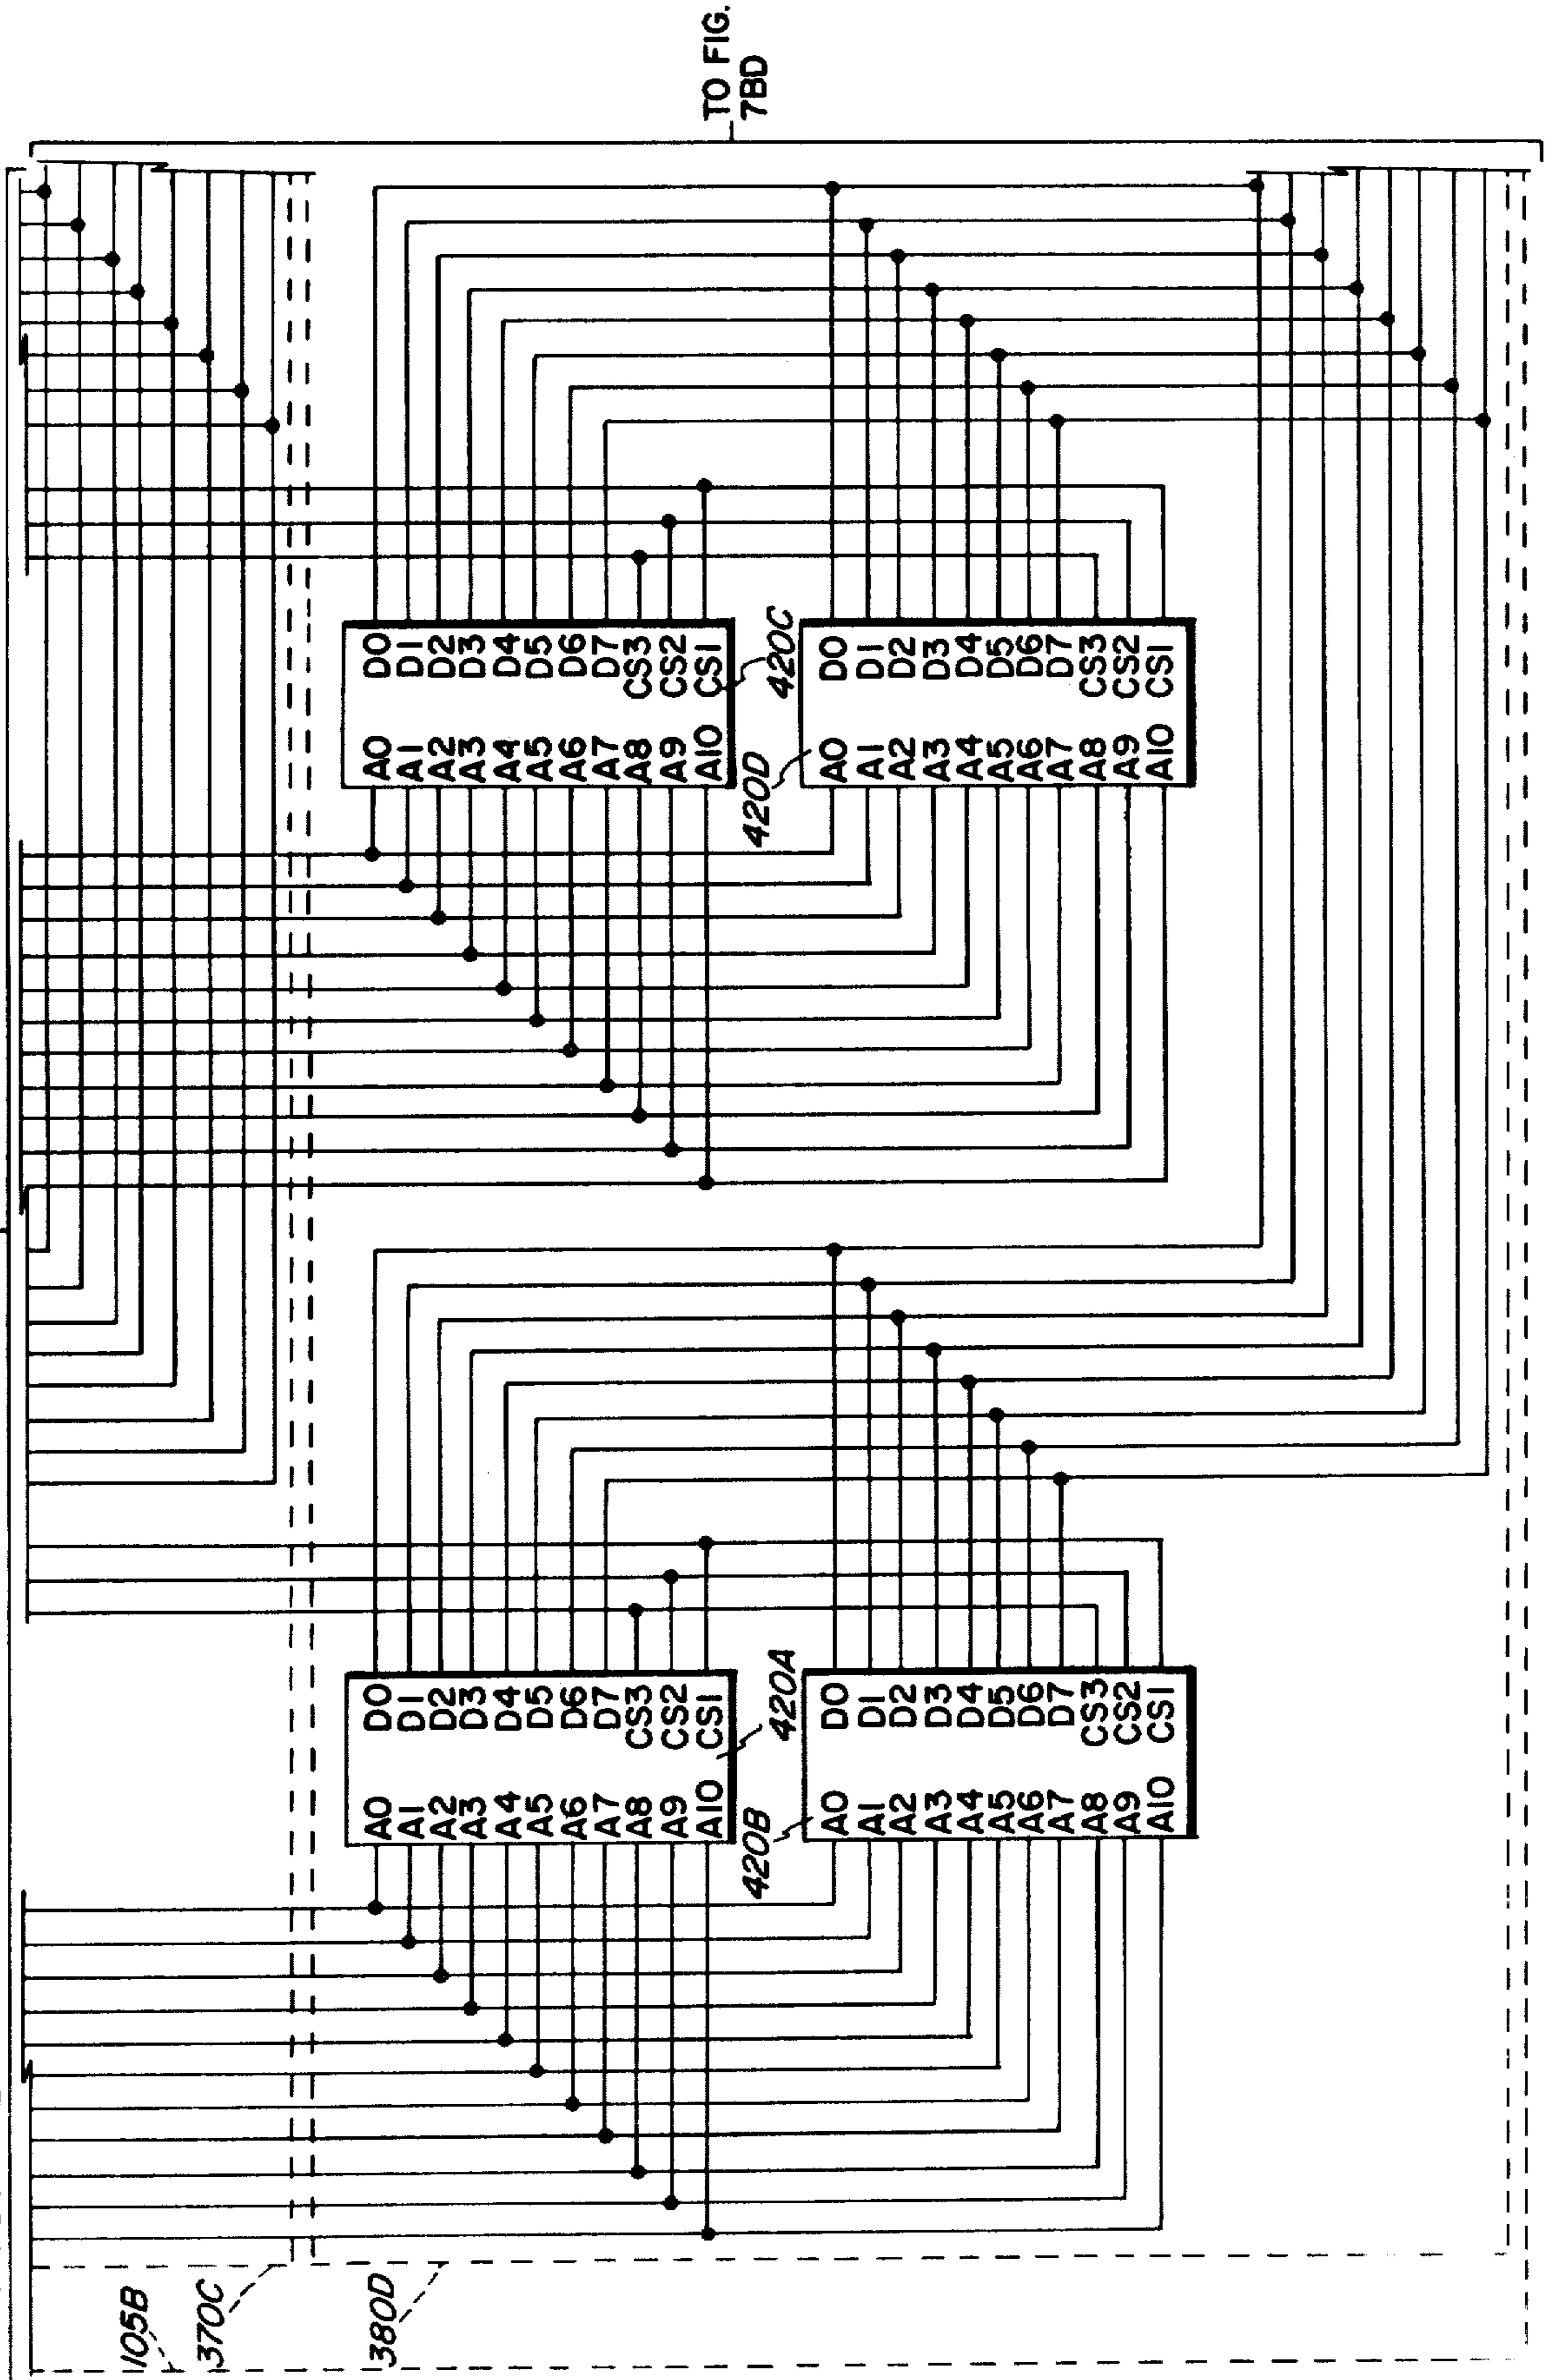 TO FIG.
7BD
D0
D1
D2
D3
D4
D5
D6
D7
CS3
CS2
CS1
A0
A1
A2
A3
A4
A5
A6
A7
A8
A9
A10
420C
420D
D0
D1
D2
D3
D4
D5
D6
D7
CS3
CS2
CS1
A0
A1
A2
A3
A4
A5
A6
A7
A8
A9
A10
D0
D1
D2
D3
D4
D5
D6
D7
CS3
CS2
CS1
A0
A1
A2
A3
A4
A5
A6
A7
A8
A9
A10
420A
420B
D0
D1
D2
D3
D4
D5
D6
D7
CS3
CS2
CS1
A0
A1
A2
A3
A4
A5
A6
A7
A8
A9
A10
105B
370C
380D